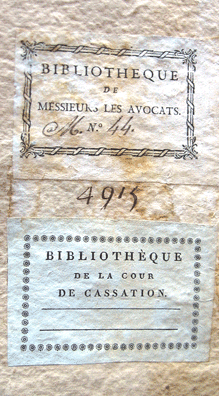 BIBLIOTHEQUE
DE
MESSIEURS LES AVOCATS.
M. N.º 44.
4915
BIBLIOTHÈQUE
DE LA COUR
DE CASSATION.